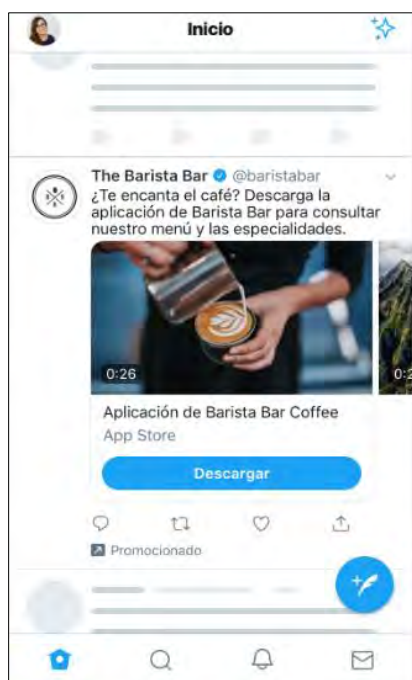 Inicio
The Barista Bar @baristabar
¿Te encanta el café? Descarga la
aplicación de Barista Bar para consultar
nuestro menú y las especialidades.
0:26
Aplicación de Barista Bar Coffee
App Store
Descargar
Promocionado